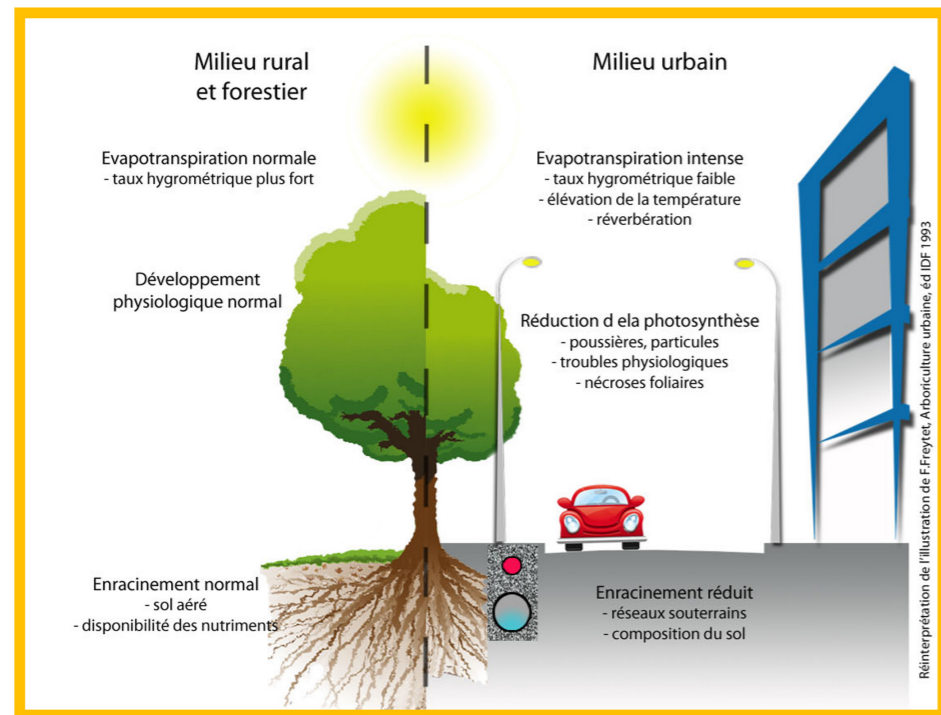 Milieu rural
et forestier
Evapotranspiration normale
- taux hygrométrique plus fort
Développement
physiologique normal
Enracinement normal
- sol aéré
- disponibilité des nutriments
Milieu urbain
Evapotranspiration intense
- taux hygrométrique faible
- élévation de la température
- réverbération
Réduction d ela photosynthèse
- poussières, particules
- troubles physiologiques
- nécroses foliaires
Enracinement réduit
- réseaux souterrains
- composition du sol
Réinterprétation de l'illustration de F.Freytet, Arboriculture urbaine, éd IDF 1993